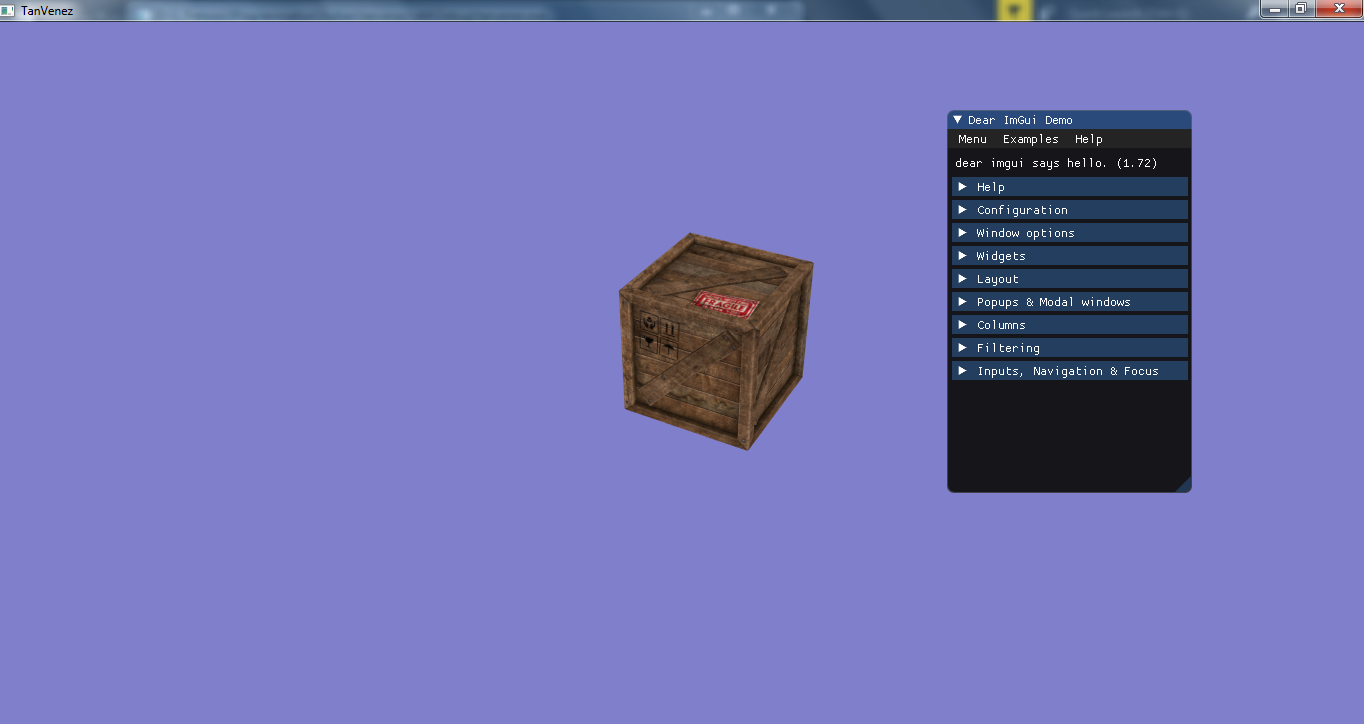 TanVenez
Dear ImGui Demo
Menu Examples Help
dear imgui says hello. (1.72)
Help
Configuration
Window options
Widgets
Layout
Popups & Modal windows
Columns
Filtering
Inputs, Navigation & Focus
FRAGILE